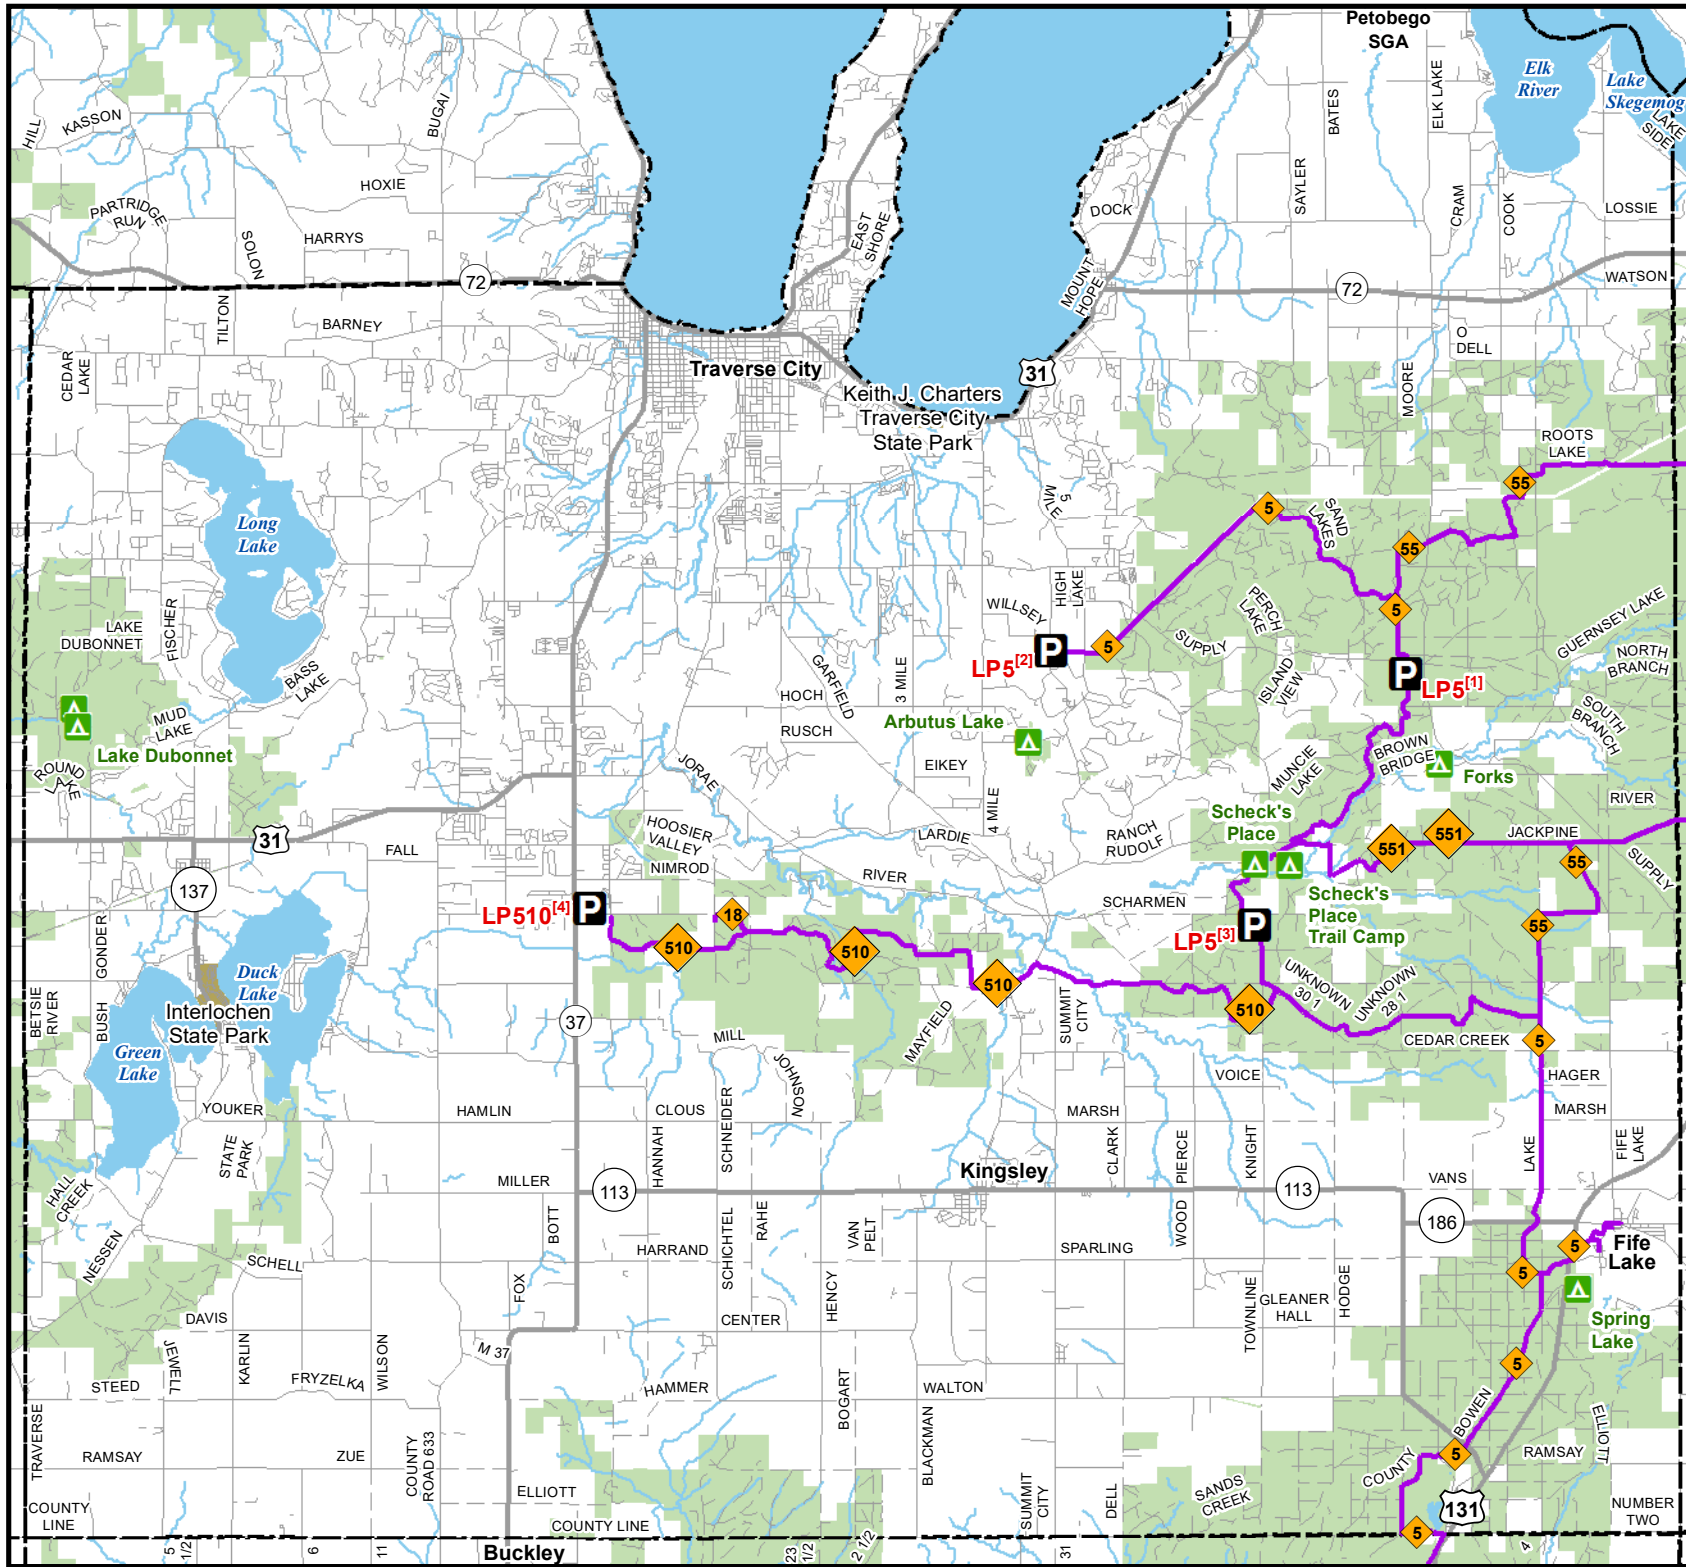 Petobego
SGA
Elk
River
Lake
Skegemog
LAKE
SIDE
HILL
KASSON
BUGAI
BATES
ELK LAKE
HOXIE
PARTRIDGE
RUN
SOLON
HARRYS
EAST
SHORE
DOCK
SAYLER
CRAM
COOK
LOSSIE
72
MOUNT
HOPE
72
WATSON
TILTON
BARNEY
CEDAR
LAKE
O
DELL
Traverse City
31
MOORE
Keith J. Charters
Traverse City
State Park
ROOTS
LAKE
55
5
MILE
5
SAND
LAKES
Long
Lake
55
HIGH
LAKE
WILLSEY
PERCH
LAKE
5
GUERNSEY LAKE
LAKE
DUBONNET
FISCHER
P
5
SUPPLY
NORTH
BRANCH
LP5[2]
GARFIELD
3 MILE
ISLAND
VIEW
P
LP5[1]
BASS
LAKE
HOCH
RUSCH
Arbutus Lake
SOUTH
BRANCH
MUD
LAKE
Lake Dubonnet
ROUND
LAKE
JORAE
EIKEY
MUNCIE
LAKE
BROWN
BRIDGE
Forks
RIVER
4 MILE
31
HOOSIER
VALLEY
LARDIE
RANCH
RUDOLF
Scheck's
Place
551
551
JACKPINE
FALL
NIMROD
RIVER
55
SUPPLY
137
SCHARMEN
Scheck's
Place
Trail Camp
LP510[4]
P
18
LP5[3]
P
55
GONDER
510
510
Duck
Lake
510
UNKNOWN
30 1
UNKNOWN
28 1
BETSIE
RIVER
BUSH
Interlochen
State Park
37
510
SUMMIT
CITY
MILL
MAYFIELD
CEDAR CREEK
5
Green
Lake
JOHNSON
VOICE
HAGER
YOUKER
HAMLIN
CLOUS
SCHNEIDER
MARSH
MARSH
STATE
PARK
HANNAH
CLARK
PIERCE
KNIGHT
LAKE
FIFE
LAKE
HALL
CREEK
MILLER
113
Kingsley
113
VANS
BOTT
SCHICHTEL
RAHE
VAN
PELT
WOOD
186
NESSEN
SCHELL
HARRAND
SPARLING
5
Fife
Lake
5
FOX
HENCY
TOWNLINE
GLEANER
HALL
HODGE
DAVIS
CENTER
Spring
Lake
JEWELL
KARLIN
WILSON
M 37
5
STEED
FRYZELKA
HAMMER
WALTON
BOGART
BOWEN
TRAVERSE
RAMSAY
ZUE
COUNTY
ROAD 633
BLACKMAN
COUNTY
5
RAMSAY
ELLIOTT
SUMMIT
CITY
DELL
SANDS
CREEK
131
COUNTY
LINE
ELLIOTT
COUNTY LINE
NUMBER
TWO
5
5
1/2
6
11
Buckley
23
1/2
2 1/2
31
4